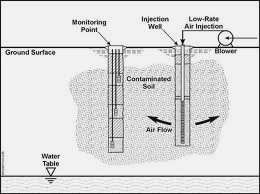 Monitoring
Point
Injection
Well
Low-Rate
Air Injection
Ground Surface
Blower
Contaminated
Soil
Air Flow
Water
Table